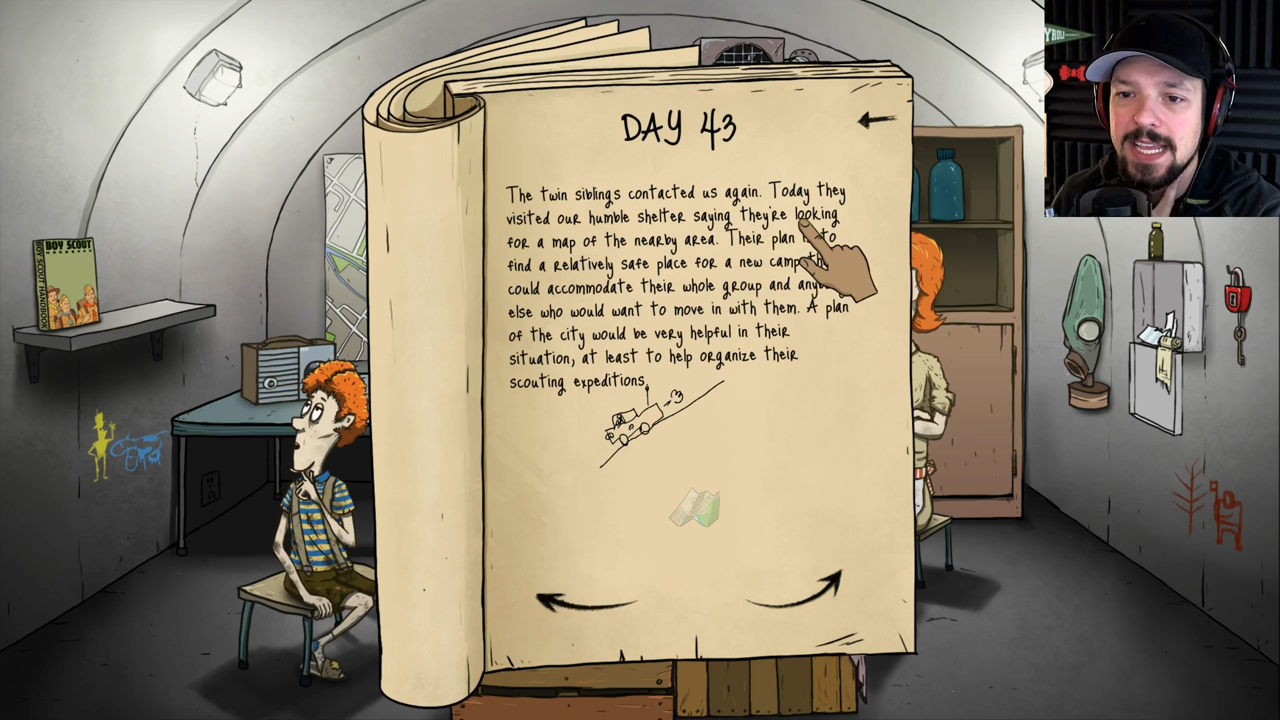 DAY 43
The twin siblings contacted us again. Today they
visited our humble shelter saying they're looking
for a map of the nearby area. Their plan to
find a relatively safe place for a new camp
could accommodate their whole group and
else who would want to move in with them. A plan
of the city would be very helpful in their
situation, at least to help organize their
scouting expeditions.
BOY SCOUT
BOY SCOUT HANDBOOK